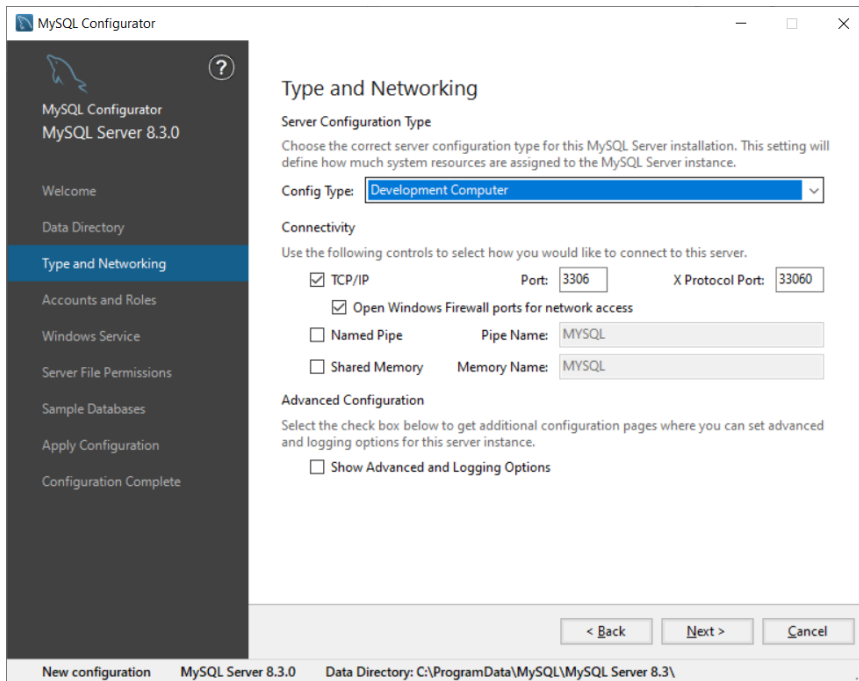 MySQL Configurator
?
MySQL Configurator
MySQL Server 8.3.0
Welcome
Data Directory
Type and Networking
Accounts and Roles
Windows Service
Server File Permissions
Sample Databases
Apply Configuration
Configuration Complete
Type and Networking
Server Configuration Type
Choose the correct server configuration type for this MySQL Server installation. This setting will
define how much system resources are assigned to the MySQL Server instance.
Config Type: Development Computer
Connectivity
Use the following controls to select how you would like to connect to this server.
TCP/IP Port: 3306 X Protocol Port: 33060
Open Windows Firewall ports for network access
Named Pipe Pipe Name: MYSQL
Shared Memory Memory Name: MYSQL
Advanced Configuration
Select the check box below to get additional configuration pages where you can set advanced
and logging options for this server instance.
Show Advanced and Logging Options
< Back Next > Cancel
New configuration MySQL Server 8.3.0 Data Directory: C:\ProgramData\MySQL\MySQL Server 8.3\